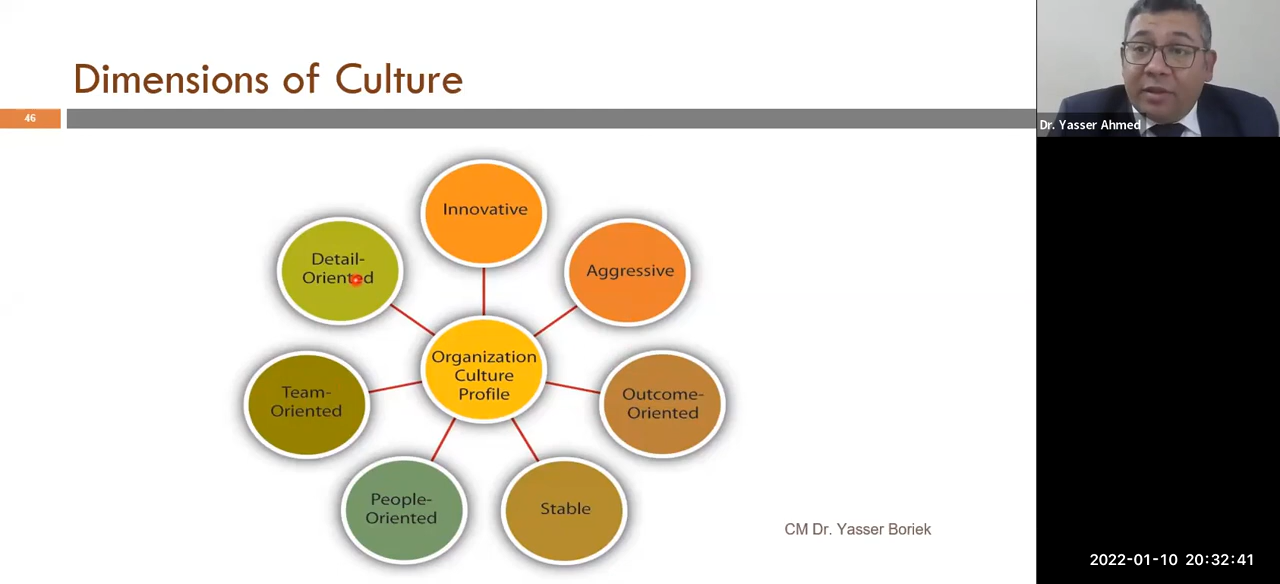 Dimensions of Culture
46
Innovative
Detail-
Oriented
Aggressive
Organization
Culture
Profile
Team-
Oriented
Outcome-
Oriented
People-
Oriented
Stable
CM Dr. Yasser Boriek
Dr. Yasser Ahmed
2022-01-10 20:32:41